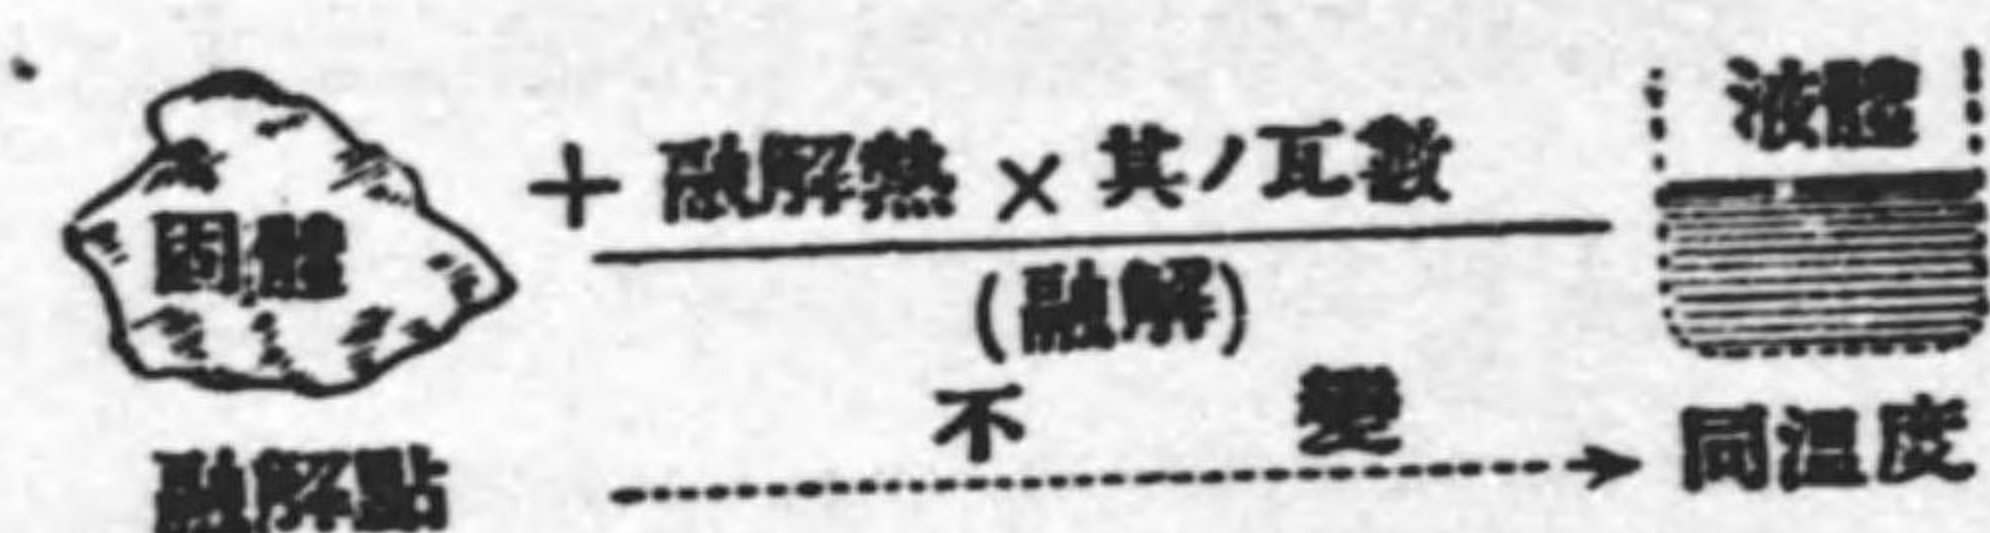 固體
+融解熱×其ノ瓦數
(融解)
液體
融解點
不變
同溫度